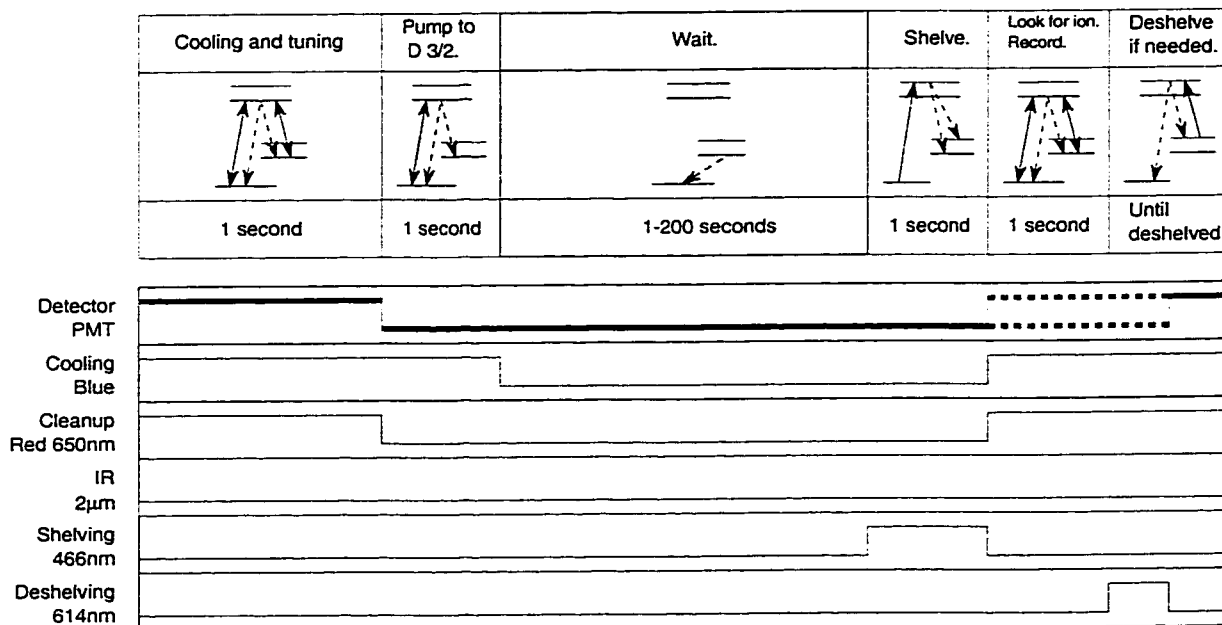 Cooling and tuning
Pump to
D 3/2.
Wait.
Shelve.
Look for ion.
Record.
Deshelve
if needed.
1 second
1 second
1-200 seconds
1 second
1 second
Until
deshelved
Detector
PMT
Cooling
Blue
Cleanup
Red 650nm
IR
2µm
Shelving
466nm
Deshelving
614nm